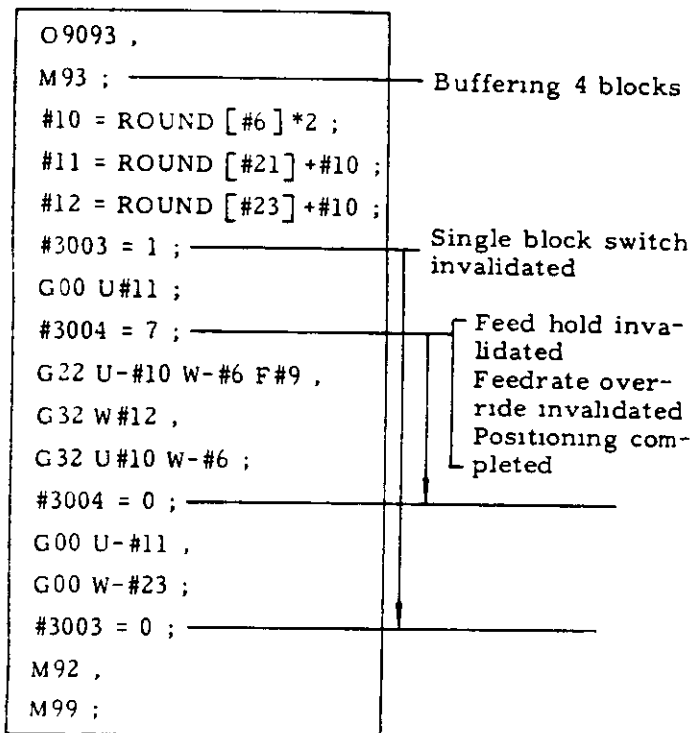 O9093 ,
M93 ;
Buffering 4 blocks
#10 = ROUND [#6] *2 ;
#11 = ROUND [#21] +#10 ;
#12 = ROUND [#23] +#10 ;
#3003 = 1 ;
Single block switch
invalidated
G00 U#11 ;
#3004 = 7 ;
Feed hold inva-
lidated
Feedrate over-
ride invalidated
Positioning com-
pleted
G22 U-#10 W-#6 F#9 ,
G32 W#12 ,
G32 U#10 W-#6 ;
#3004 = 0 ;
G00 U-#11 ,
G00 W-#23 ;
#3003 = 0 ;
M92 ,
M99 ;